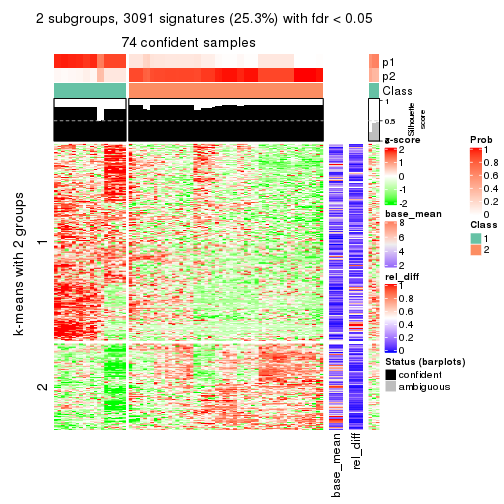 2 subgroups, 3091 signatures (25.3%) with fdr < 0.05
74 confident samples
p1
p2
Class
1
0.5
0
Silhouette
score
k-means with 2 groups
1
2
base_mean
rel_diff
z-score
2
1
0
-1
-2
base_mean
8
6
4
2
rel_diff
1
0.8
0.6
0.4
0.2
0
Status (barplots)
confident
ambiguous
Prob
1
0.8
0.6
0.4
0.2
0
Class
1
2